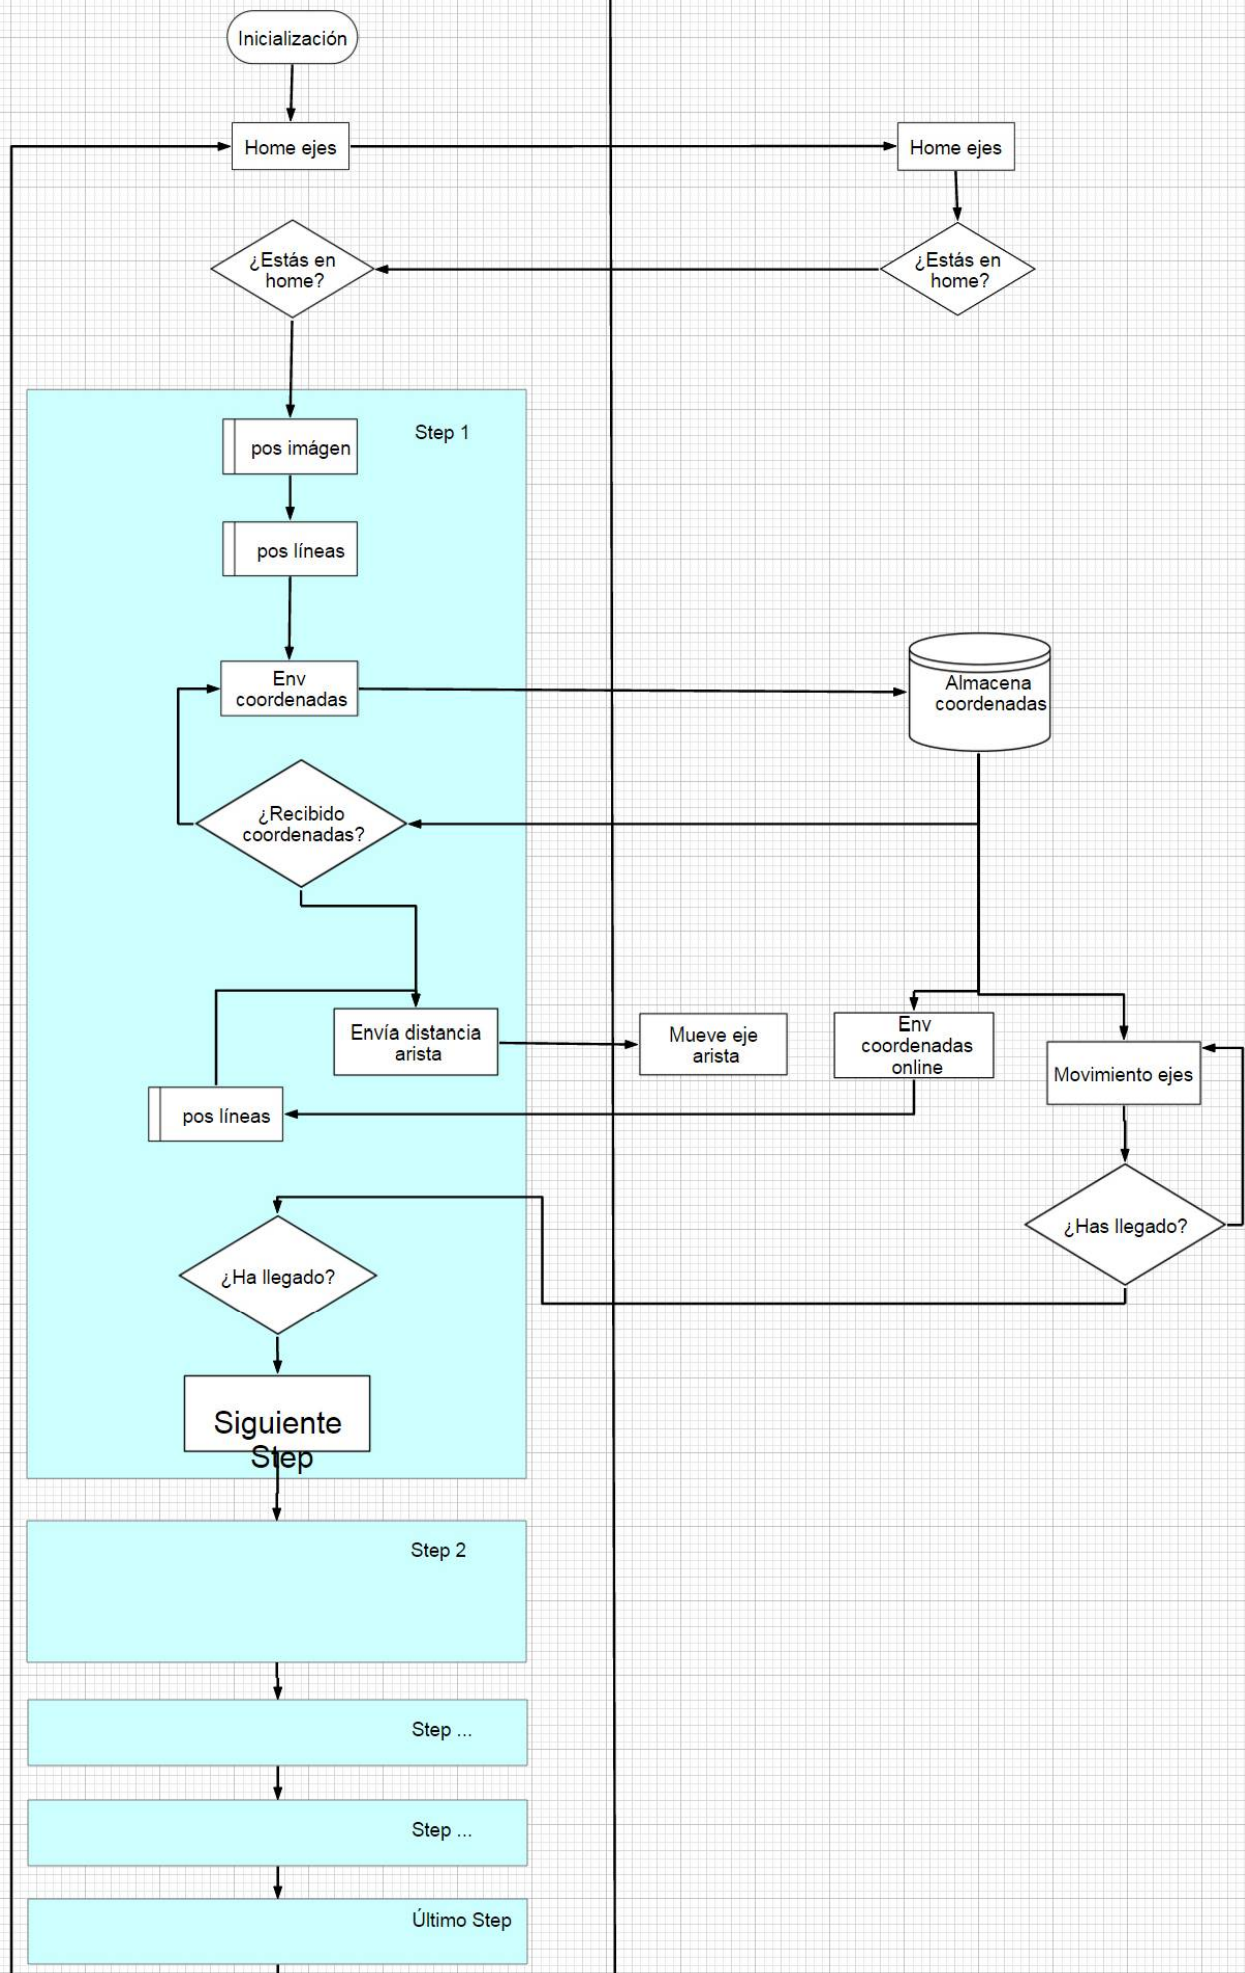 Inicialización
Home ejes
Home ejes
¿Estás en
home?
¿Estás en
home?
Step 1
pos imágen
pos líneas
Env
coordenadas
Almacena
coordenadas
¿Recibido
coordenadas?
Envía distancia
arista
Mueve eje
arista
Env
coordenadas
online
Movimiento ejes
pos líneas
¿Has llegado?
¿Ha llegado?
Siguiente
Step
Step 2
Step ...
Step ...
Último Step